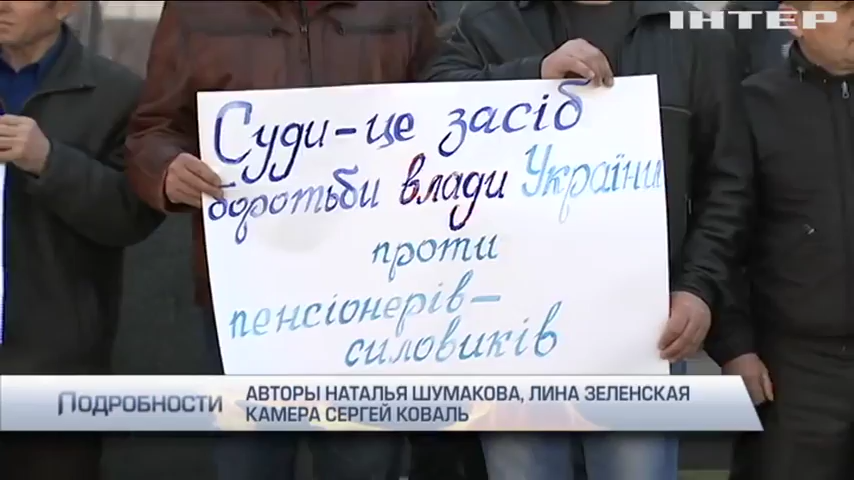 ІНТЕР
Суди-це засіб
боротьби влади України
проти
пенсіонерів-
силовиків
ПОДРОБНОСТИ
АВТОРЫ НАТАЛЬЯ ШУМАКОВА, ЛИНА ЗЕЛЕНСКАЯ
КАМЕРА СЕРГЕЙ КОВАЛЬ